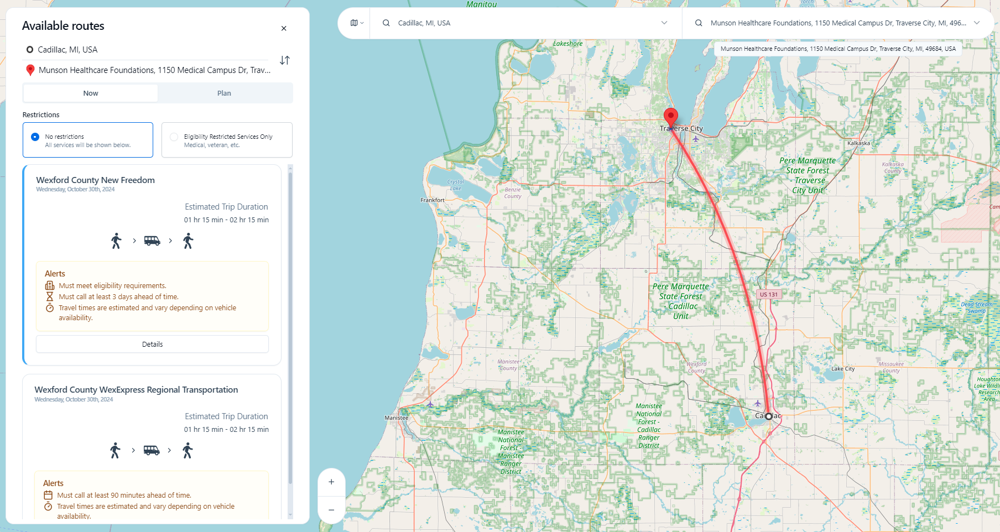 Available routes
Cadillac, MI, USA
Munson Healthcare Foundations, 1150 Medical Campus Dr, Trav...
Now
Plan
Restrictions
No restrictions
All services will be shown below.
Eligibility Restricted Services Only
Medical, veteran, etc.
Wexford County New Freedom
Wednesday, October 30th, 2024
Estimated Trip Duration
01 hr 15 min - 02 hr 15 min
Alerts
Must meet eligibility requirements.
Must call at least 3 days ahead of time.
Travel times are estimated and vary depending on vehicle
availability.
Details
Wexford County WexExpress Regional Transportation
Wednesday, October 30th, 2024
Estimated Trip Duration
01 hr 15 min - 02 hr 15 min
Alerts
Must call at least 90 minutes ahead of time.
Travel times are estimated and vary depending on vehicle
availability.
Cadillac, MI, USA
Munson Healthcare Foundations, 1150 Medical Campus Dr, Traverse City, MI, 496...
Munson Healthcare Foundations, 1150 Medical Campus Dr, Traverse City, MI, 49684, USA
Manitou
Lakeshore
Torch
Lake
Traverse City
Kalkaska
Pere Marquette
State Forest
- Traverse
City Unit
Kalkaska
County
Crystal
Lake
Benzie
County
Frankfort
Cam
Pere Marquette
State Forest
- Cadillac
Unit
US 131
Dead Stream
Swamp
Manistee
County
Wexford
County
Lake City
Missaukee
County
Houghton
Lake Wildli
Research
Area
Manistee
Cadillac
Manistee
National
Forest -
Cadillac
Ranger
District
Manistee
National
Forest -
Manistee
Ranger
District
+
−